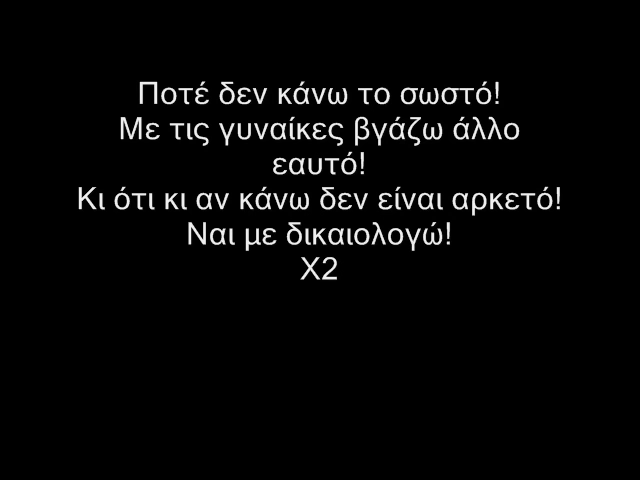 Ποτέ δεν κάνω το σωστό!
Με τις γυναίκες βγάζω άλλο
εαυτό!
Κι ότι κι αν κάνω δεν είναι αρκετό!
Ναι με δικαιολογώ!
Χ2